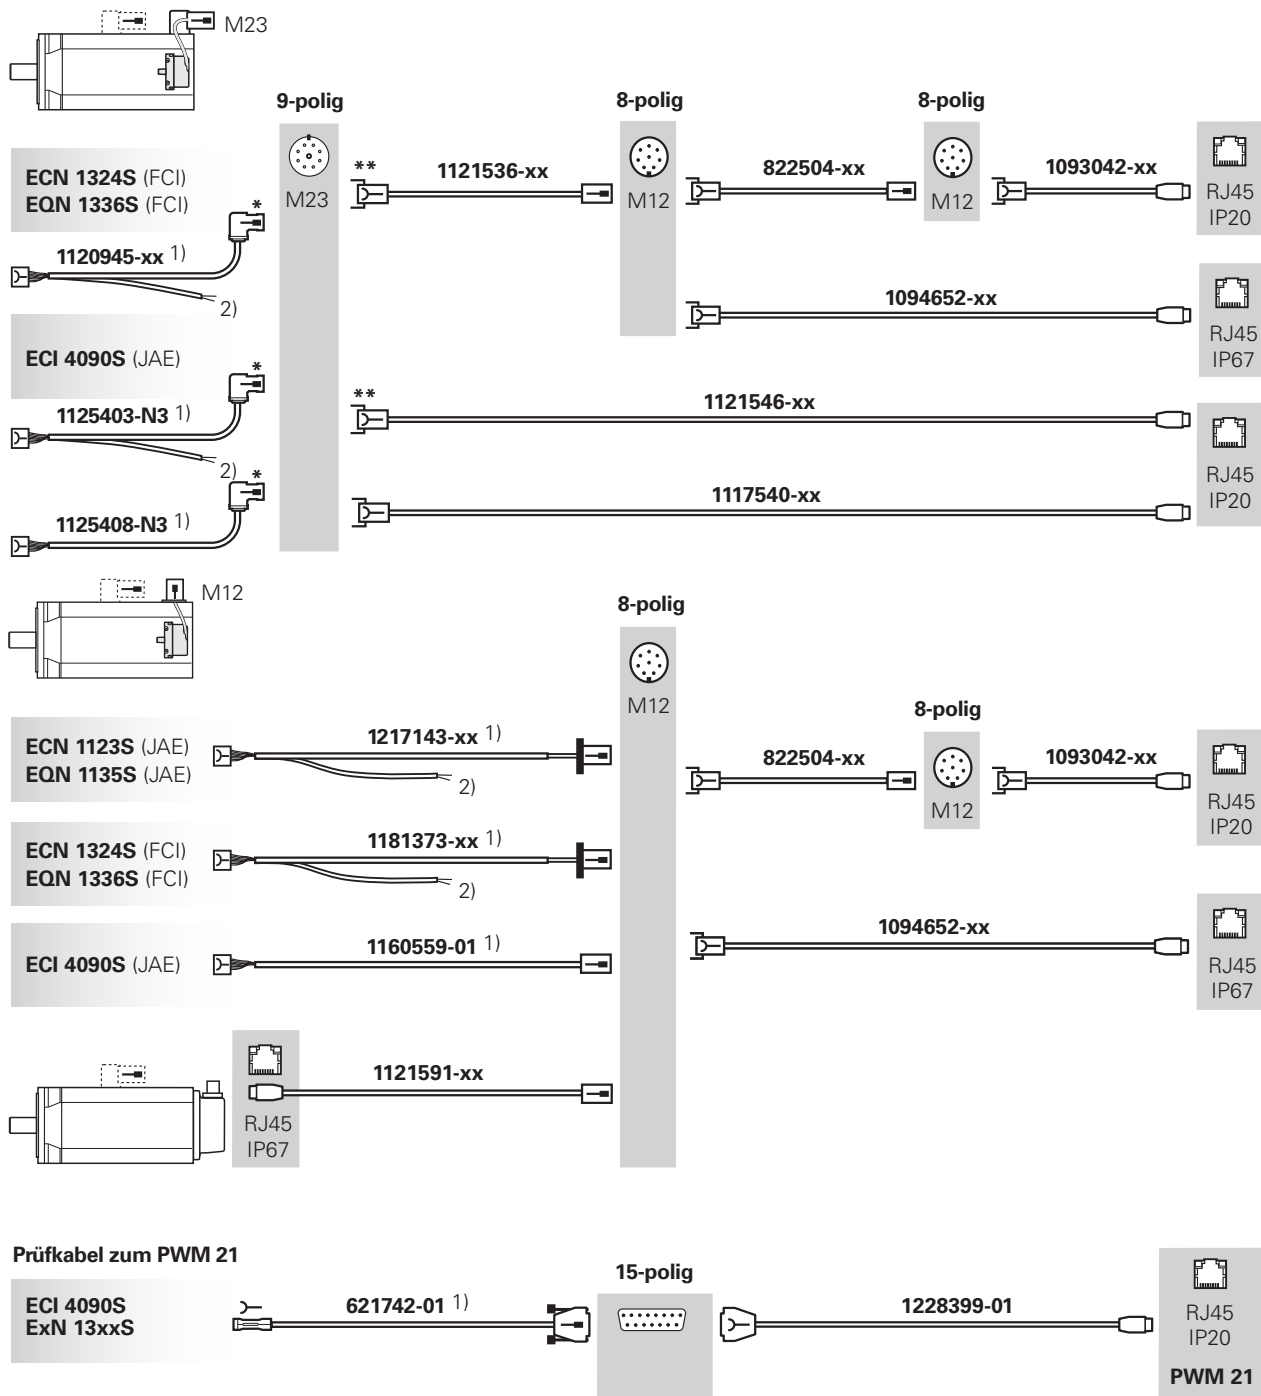 M23
9-polig
8-polig
8-polig
ECN 1324S (FCI)
EQN 1336S (FCI)
M23
**
1121536-xx
M12
822504-xx
M12
1093042-xx
RJ45
IP20
*
1120945-xx 1)
2)
1094652-xx
RJ45
IP67
ECI 4090S (JAE)
*
1125403-N3 1)
2)
**
1121546-xx
RJ45
IP20
*
1125408-N3 1)
1117540-xx
M12
8-polig
M12
8-polig
ECN 1123S (JAE)
EQN 1135S (JAE)
1217143-xx 1)
2)
822504-xx
M12
1093042-xx
RJ45
IP20
ECN 1324S (FCI)
EQN 1336S (FCI)
1181373-xx 1)
2)
ECI 4090S (JAE)
1160559-01 1)
1094652-xx
RJ45
IP67
RJ45
IP67
1121591-xx
Prüfkabel zum PWM 21
15-polig
ECI 4090S
ExN 13xxS
621742-01 1)
1228399-01
RJ45
IP20
PWM 21